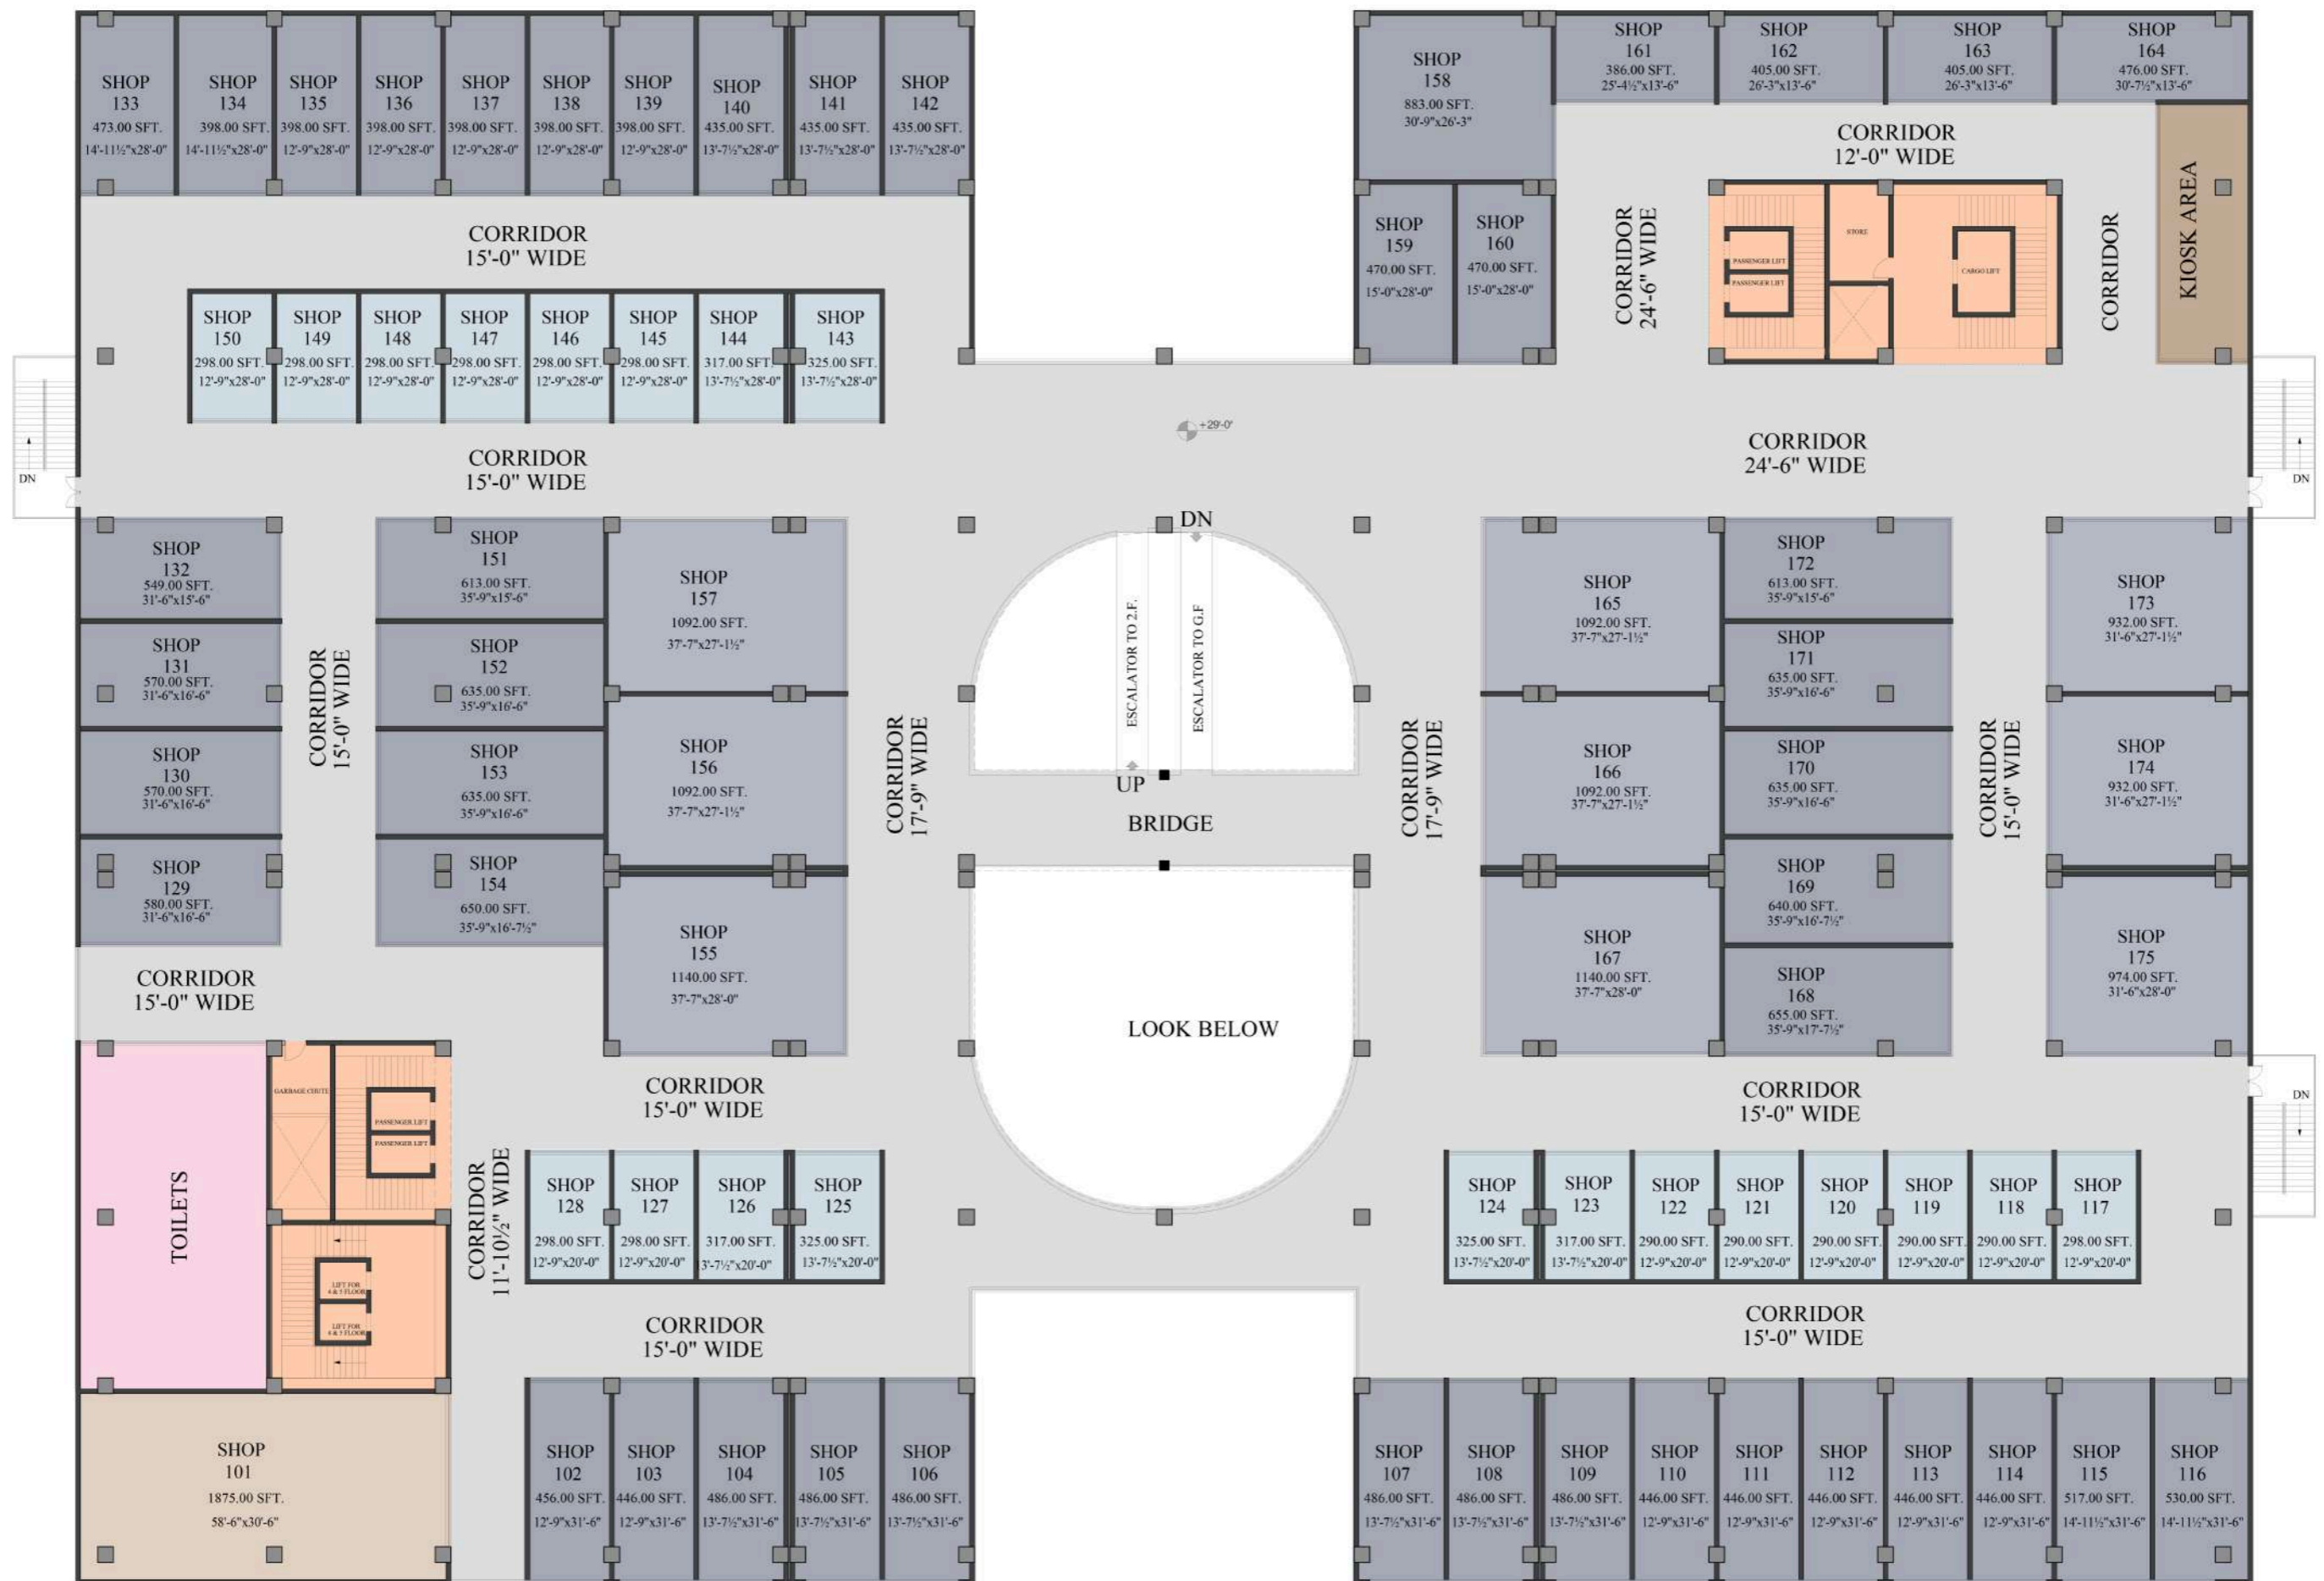 SHOP
133
473.00 SFT.
14'-11½"x28'-0"
SHOP
134
398.00 SFT.
14'-11½"x28'-0"
SHOP
135
398.00 SFT.
12'-9"x28'-0"
SHOP
136
398.00 SFT.
12'-9"x28'-0"
SHOP
137
398.00 SFT.
12'-9"x28'-0"
SHOP
138
398.00 SFT.
12'-9"x28'-0"
SHOP
139
398.00 SFT.
12'-9"x28'-0"
SHOP
140
435.00 SFT.
13'-7½"x28'-0"
SHOP
141
435.00 SFT.
13'-7½"x28'-0"
SHOP
142
435.00 SFT.
13'-7½"x28'-0"
SHOP
158
883.00 SFT.
30'-9"x26'-3"
SHOP
161
386.00 SFT.
25'-4½"x13'-6"
SHOP
162
405.00 SFT.
26'-3"x13'-6"
SHOP
163
405.00 SFT.
26'-3"x13'-6"
SHOP
164
476.00 SFT.
30'-7½"x13'-6"
CORRIDOR
12'-0" WIDE
CORRIDOR
15'-0" WIDE
SHOP
159
470.00 SFT.
15'-0"x28'-0"
SHOP
160
470.00 SFT.
15'-0"x28'-0"
CORRIDOR
24'-6" WIDE
PASSENGER LIFT
PASSENGER LIFT
STORE
CARGO LIFT
CORRIDOR
KIOSK AREA
SHOP
150
298.00 SFT.
12'-9"x28'-0"
SHOP
149
298.00 SFT.
12'-9"x28'-0"
SHOP
148
298.00 SFT.
12'-9"x28'-0"
SHOP
147
298.00 SFT.
12'-9"x28'-0"
SHOP
146
298.00 SFT.
12'-9"x28'-0"
SHOP
145
298.00 SFT.
12'-9"x28'-0"
SHOP
144
317.00 SFT.
13'-7½"x28'-0"
SHOP
143
325.00 SFT.
13'-7½"x28'-0"
+29'-0"
CORRIDOR
15'-0" WIDE
CORRIDOR
24'-6" WIDE
DN
DN
SHOP
132
549.00 SFT.
31'-6"x15'-6"
SHOP
131
570.00 SFT.
31'-6"x16'-6"
SHOP
130
570.00 SFT.
31'-6"x16'-6"
SHOP
129
580.00 SFT.
31'-6"x16'-6"
CORRIDOR
15'-0" WIDE
SHOP
151
613.00 SFT.
35'-9"x15'-6"
SHOP
152
635.00 SFT.
35'-9"x16'-6"
SHOP
153
635.00 SFT.
35'-9"x16'-6"
SHOP
154
650.00 SFT.
35'-9"x16'-7½"
SHOP
157
1092.00 SFT.
37'-7"x27'-1½"
SHOP
156
1092.00 SFT.
37'-7"x27'-1½"
SHOP
155
1140.00 SFT.
37'-7"x28'-0"
CORRIDOR
17'-9" WIDE
DN
ESCALATOR TO 2.F.
ESCALATOR TO G.F
UP
BRIDGE
LOOK BELOW
CORRIDOR
17'-9" WIDE
SHOP
165
1092.00 SFT.
37'-7"x27'-1½"
SHOP
166
1092.00 SFT.
37'-7"x27'-1½"
SHOP
167
1140.00 SFT.
37'-7"x28'-0"
SHOP
172
613.00 SFT.
35'-9"x15'-6"
SHOP
171
635.00 SFT.
35'-9"x16'-6"
SHOP
170
635.00 SFT.
35'-9"x16'-6"
SHOP
169
640.00 SFT.
35'-9"x16'-7½"
SHOP
168
655.00 SFT.
35'-9"x17'-7½"
CORRIDOR
15'-0" WIDE
SHOP
173
932.00 SFT.
31'-6"x27'-1½"
SHOP
174
932.00 SFT.
31'-6"x27'-1½"
SHOP
175
974.00 SFT.
31'-6"x28'-0"
CORRIDOR
15'-0" WIDE
TOILETS
GARBAGE CHUTE
PASSENGER LIFT
PASSENGER LIFT
LIFT FOR
4 & 5 FLOOR
LIFT FOR
4 & 5 FLOOR
CORRIDOR
11'-10½" WIDE
CORRIDOR
15'-0" WIDE
CORRIDOR
15'-0" WIDE
DN
SHOP
128
298.00 SFT.
12'-9"x20'-0"
SHOP
127
298.00 SFT.
12'-9"x20'-0"
SHOP
126
317.00 SFT.
13'-7½"x20'-0"
SHOP
125
325.00 SFT.
13'-7½"x20'-0"
SHOP
124
325.00 SFT.
13'-7½"x20'-0"
SHOP
123
317.00 SFT.
13'-7½"x20'-0"
SHOP
122
290.00 SFT.
12'-9"x20'-0"
SHOP
121
290.00 SFT.
12'-9"x20'-0"
SHOP
120
290.00 SFT.
12'-9"x20'-0"
SHOP
119
290.00 SFT.
12'-9"x20'-0"
SHOP
118
290.00 SFT.
12'-9"x20'-0"
SHOP
117
298.00 SFT.
12'-9"x20'-0"
CORRIDOR
15'-0" WIDE
CORRIDOR
15'-0" WIDE
SHOP
101
1875.00 SFT.
58'-6"x30'-6"
SHOP
102
456.00 SFT.
12'-9"x31'-6"
SHOP
103
446.00 SFT.
12'-9"x31'-6"
SHOP
104
486.00 SFT.
13'-7½"x31'-6"
SHOP
105
486.00 SFT.
13'-7½"x31'-6"
SHOP
106
486.00 SFT.
13'-7½"x31'-6"
SHOP
107
486.00 SFT.
13'-7½"x31'-6"
SHOP
108
486.00 SFT.
13'-7½"x31'-6"
SHOP
109
486.00 SFT.
13'-7½"x31'-6"
SHOP
110
446.00 SFT.
12'-9"x31'-6"
SHOP
111
446.00 SFT.
12'-9"x31'-6"
SHOP
112
446.00 SFT.
12'-9"x31'-6"
SHOP
113
446.00 SFT.
12'-9"x31'-6"
SHOP
114
446.00 SFT.
12'-9"x31'-6"
SHOP
115
517.00 SFT.
14'-11½"x31'-6"
SHOP
116
530.00 SFT.
14'-11½"x31'-6"